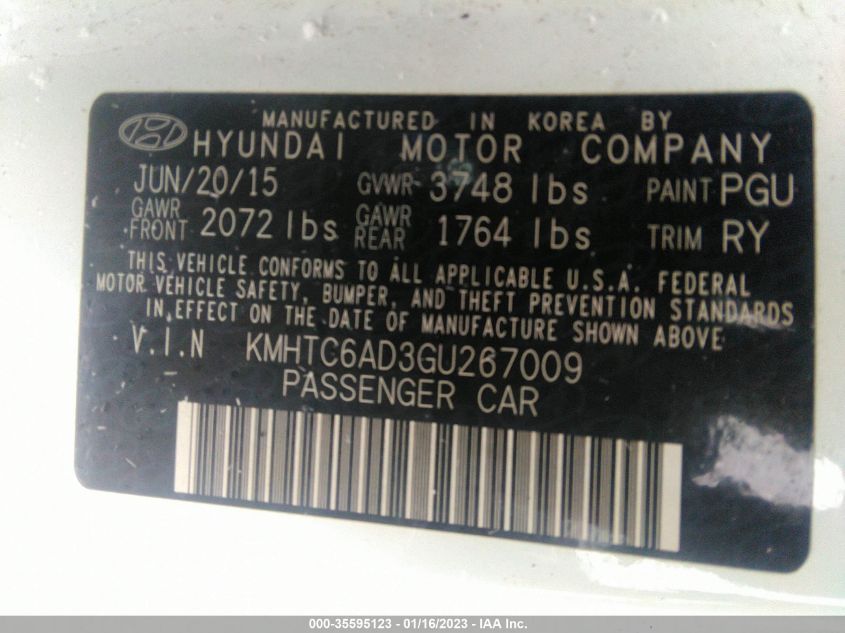 MANUFACTURED IN KOREA BY
HYUNDAI MOTOR COMPANY
JUN/20/15 GVWR 3748 lbs PAINT PGU
GAWR FRONT 2072 lbs GAWR REAR 1764 lbs TRIM RY
THIS VEHICLE CONFORMS TO ALL APPLICABLE U.S.A. FEDERAL
MOTOR VEHICLE SAFETY, BUMPER, AND THEFT PREVENTION STANDARDS
IN EFFECT ON THE DATE OF MANUFACTURE SHOWN ABOVE
V.I.N KMHTC6AD3GU267009
PASSENGER CAR
000-35595123 - 01/16/2023 - IAA Inc.